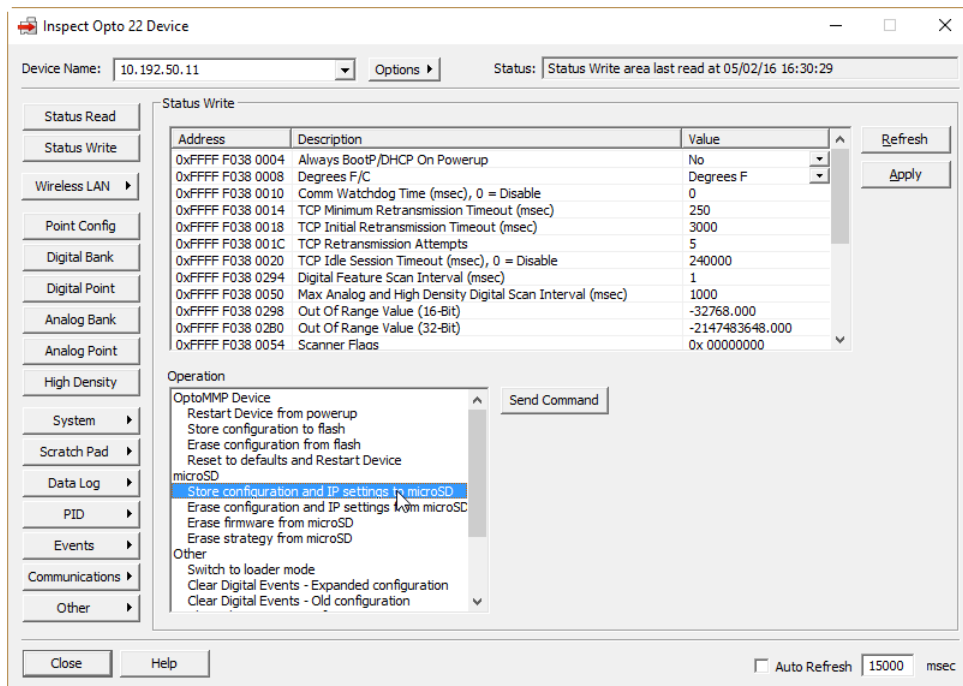 Inspect Opto 22 Device
Device Name: 10.192.50.11 Options Status: Status Write area last read at 05/02/16 16:30:29
Status Read
Status Write
Wireless LAN
Point Config
Digital Bank
Digital Point
Analog Bank
Analog Point
High Density
System
Scratch Pad
Data Log
PID
Events
Communications
Other
Status Write
Address Description Value
0xFFFF F038 0004 Always BootP/DHCP On Powerup No
0xFFFF F038 0008 Degrees F/C Degrees F
0xFFFF F038 0010 Comm Watchdog Time (msec), 0 = Disable 0
0xFFFF F038 0014 TCP Minimum Retransmission Timeout (msec) 250
0xFFFF F038 0018 TCP Initial Retransmission Timeout (msec) 3000
0xFFFF F038 001C TCP Retransmission Attempts 5
0xFFFF F038 0020 TCP Idle Session Timeout (msec), 0 = Disable 240000
0xFFFF F038 0294 Digital Feature Scan Interval (msec) 1
0xFFFF F038 0050 Max Analog and High Density Digital Scan Interval (msec) 1000
0xFFFF F038 0298 Out Of Range Value (16-Bit) -32768.000
0xFFFF F038 02B0 Out Of Range Value (32-Bit) -2147483648.000
0xFFFF F038 0054 Scanner Flags 0x 00000000
Refresh
Apply
Operation
OptoMMP Device
Restart Device from powerup
Store configuration to flash
Erase configuration from flash
Reset to defaults and Restart Device
microSD
Store configuration and IP settings to microSD
Erase configuration and IP settings from microSD
Erase firmware from microSD
Erase strategy from microSD
Other
Switch to loader mode
Clear Digital Events - Expanded configuration
Clear Digital Events - Old configuration
Send Command
Close Help Auto Refresh 15000 msec